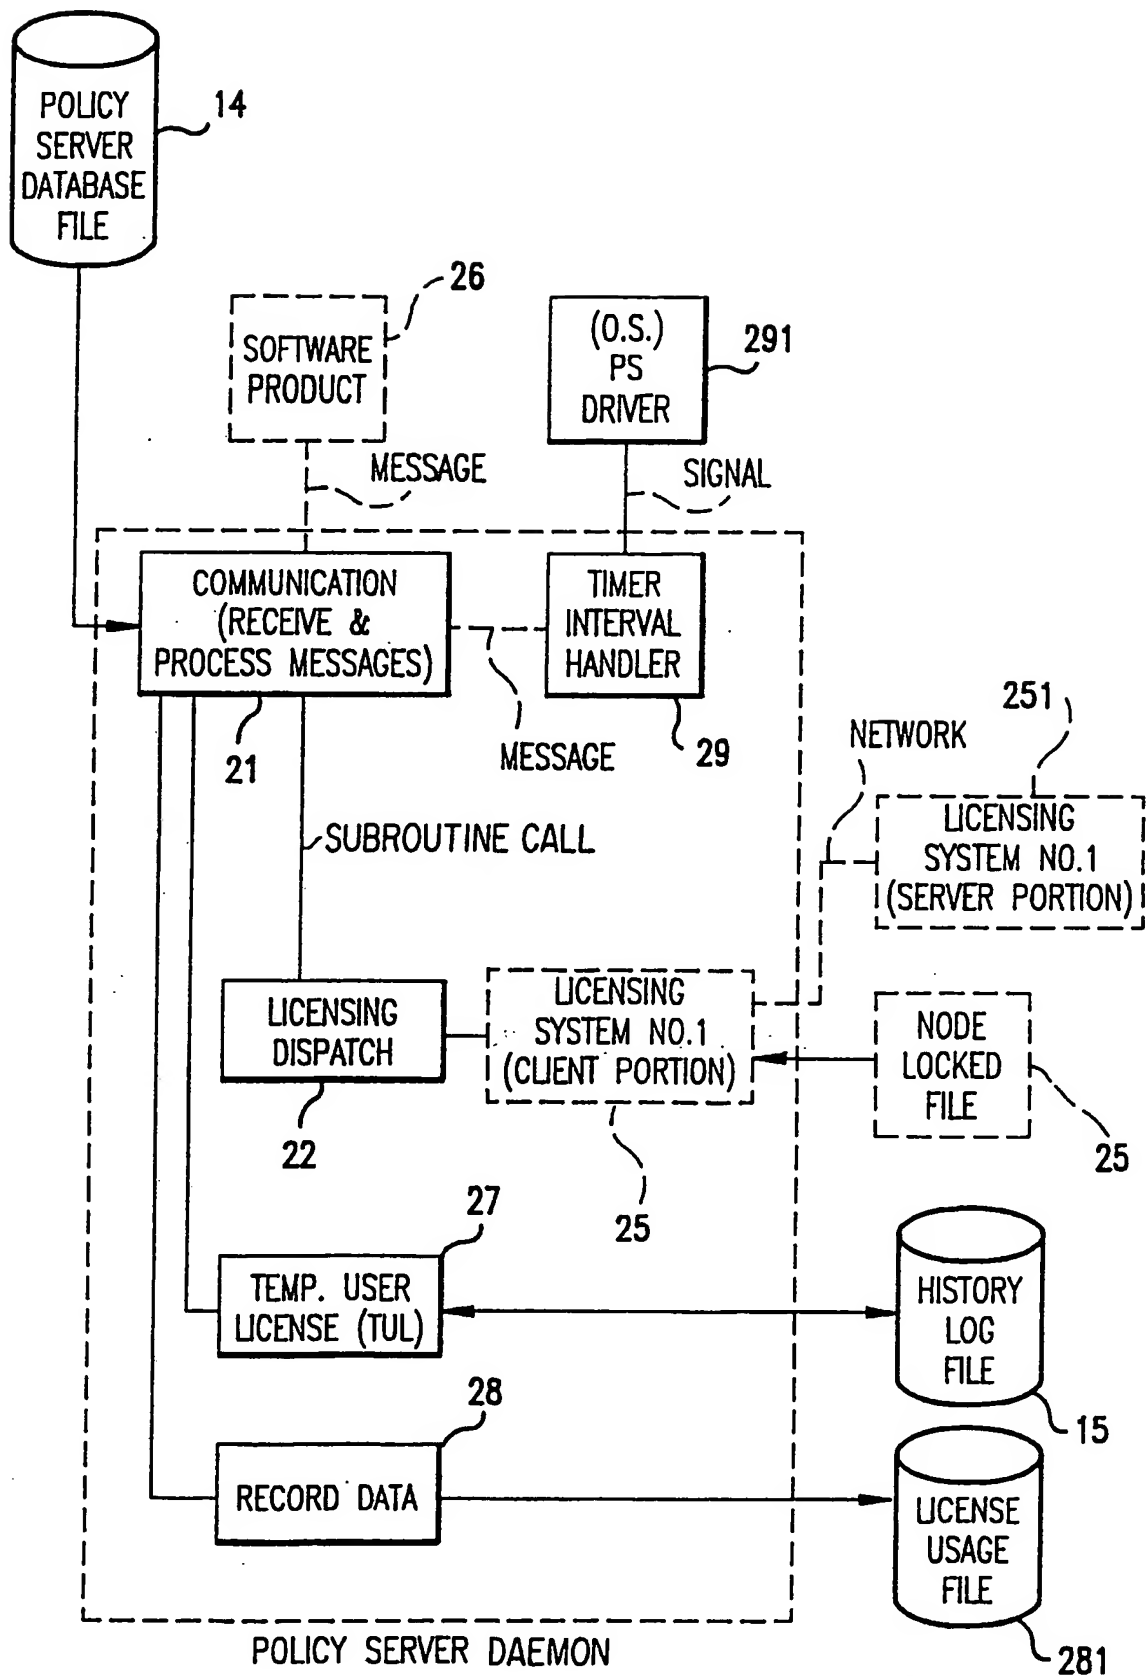 POLICY
SERVER
DATABASE
FILE
14
SOFTWARE
PRODUCT
26
(O.S.)
PS
DRIVER
291
MESSAGE
SIGNAL
COMMUNICATION
(RECEIVE &
PROCESS MESSAGES)
21
TIMER
INTERVAL
HANDLER
29
MESSAGE
NETWORK
251
LICENSING
SYSTEM NO.1
(SERVER PORTION)
SUBROUTINE CALL
LICENSING
DISPATCH
22
LICENSING
SYSTEM NO.1
(CLIENT PORTION)
25
NODE
LOCKED
FILE
25
27
TEMP. USER
LICENSE (TUL)
HISTORY
LOG
FILE
15
28
RECORD DATA
LICENSE
USAGE
FILE
281
POLICY SERVER DAEMON